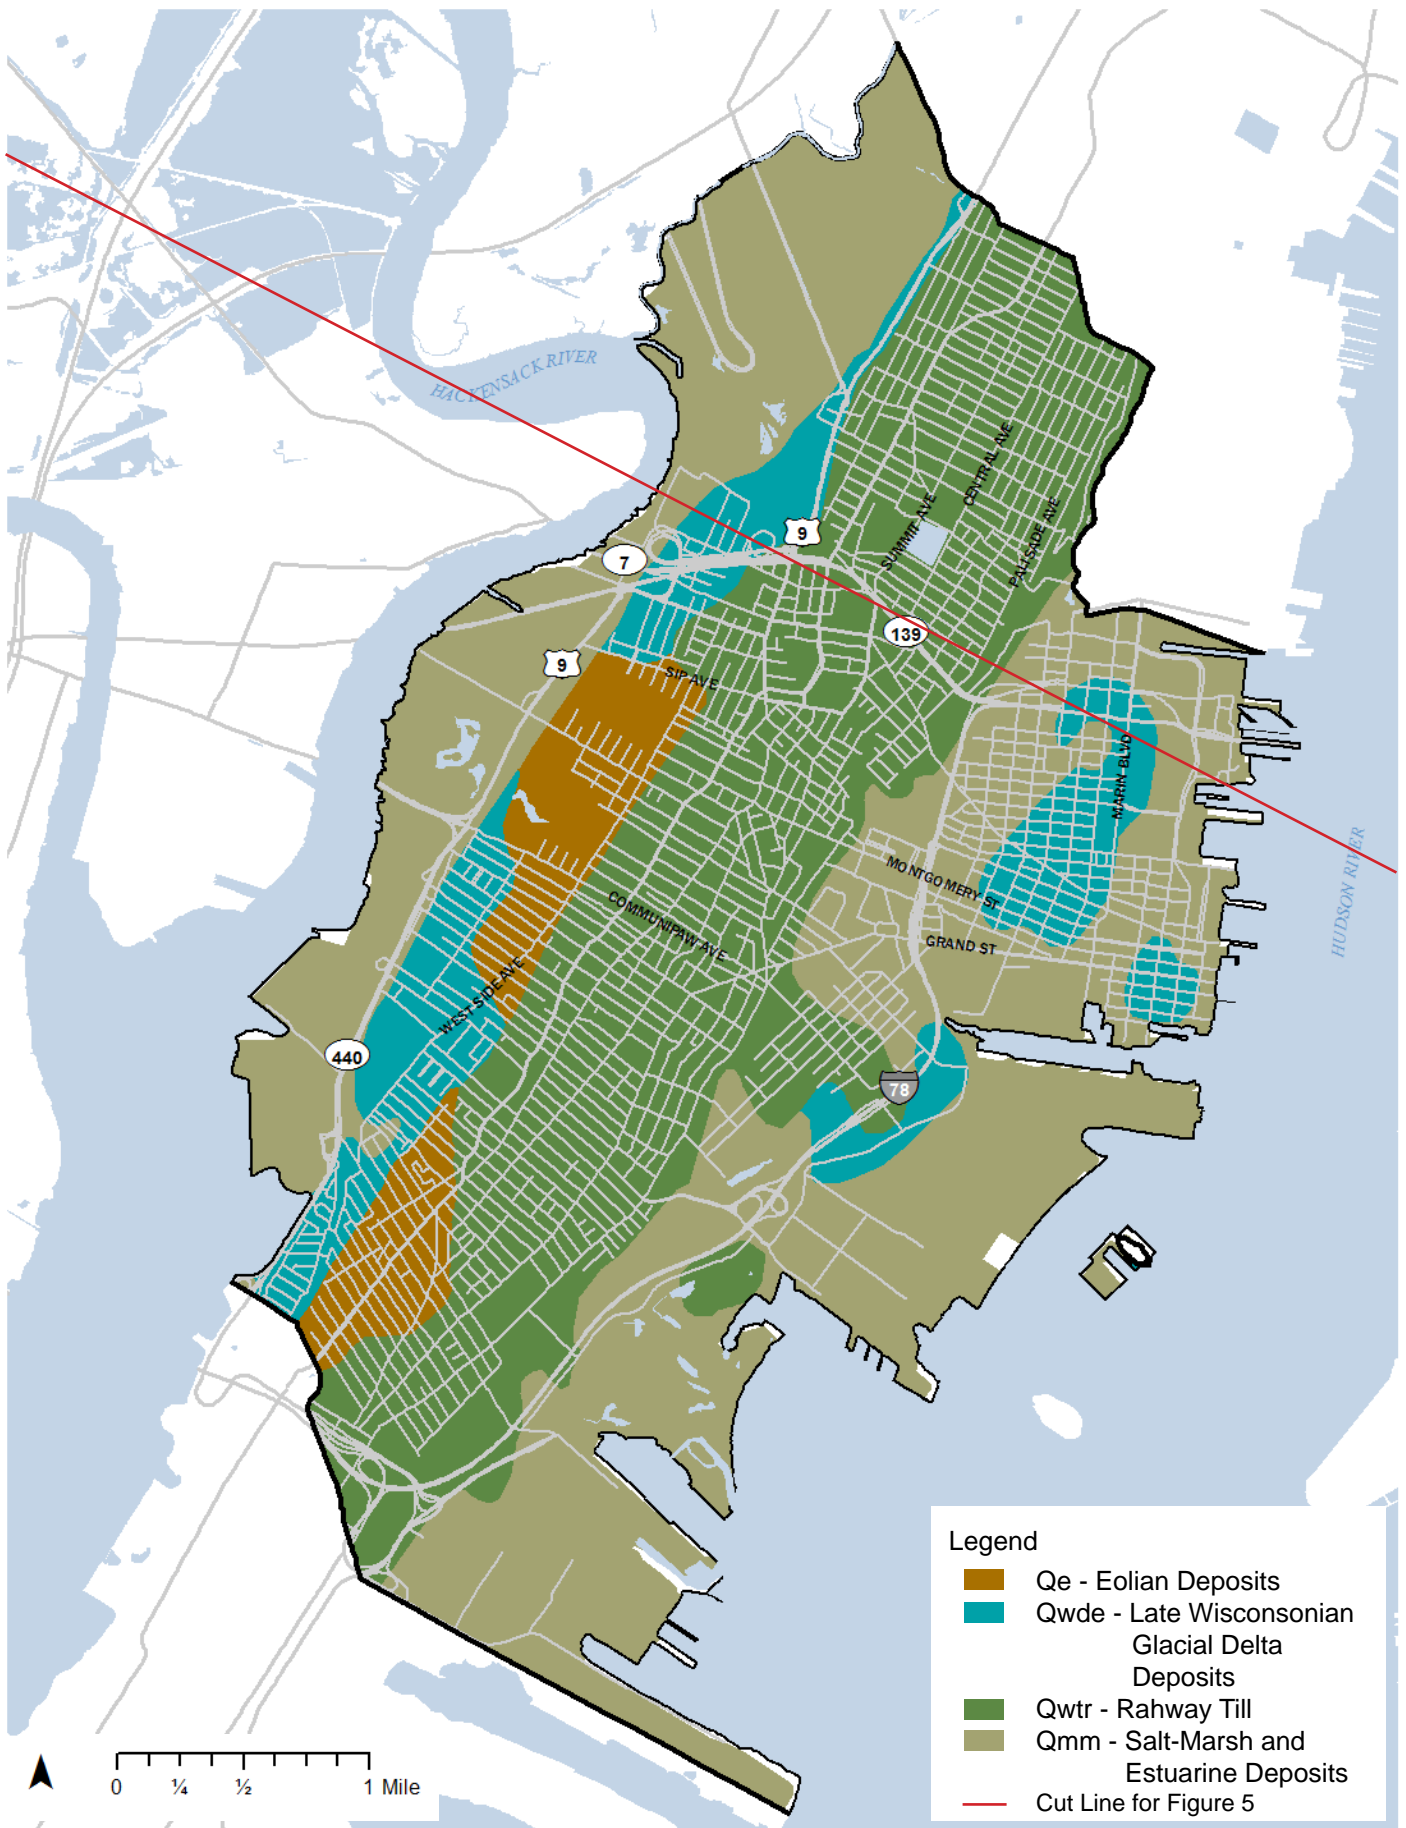 HACKENSACK RIVER
CENTRAL AVE
SUMMIT AVE
PALISADE AVE
9
7
139
9
SIP AVE
MARIN BLVD
HUDSON RIVER
MONTGOMERY ST
COMMUNIPAW AVE
GRAND ST
WEST SIDE AVE
440
78
Legend
Qe - Eolian Deposits
Qwde - Late Wisconsonian
Glacial Delta
Deposits
Qwtr - Rahway Till
Qmm - Salt-Marsh and
Estuarine Deposits
Cut Line for Figure 5
0 ¼ ½ 1 Mile